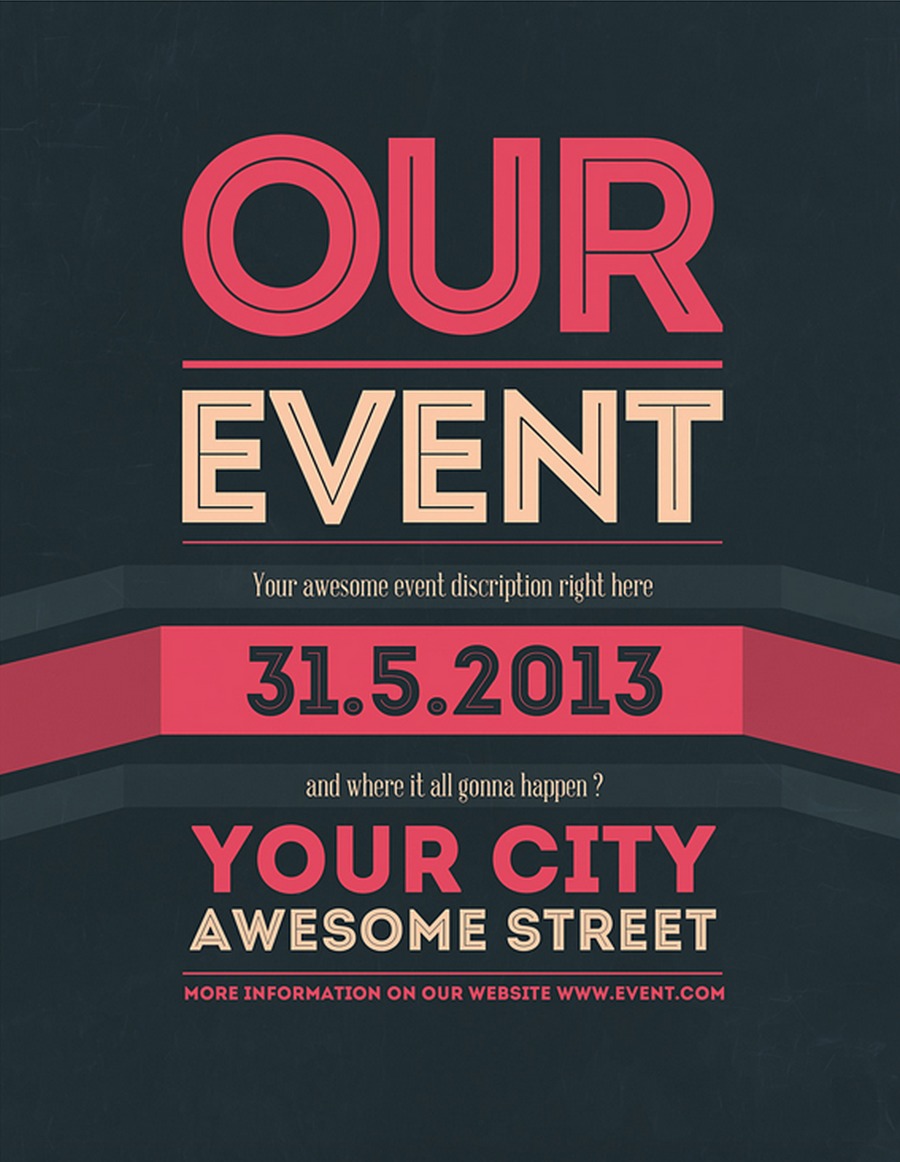 OUR
EVENT
Your awesome event discription right here
31.5.2013
and where it all gonna happen ?
YOUR CITY
AWESOME STREET
MORE INFORMATION ON OUR WEBSITE WWW.EVENT.COM